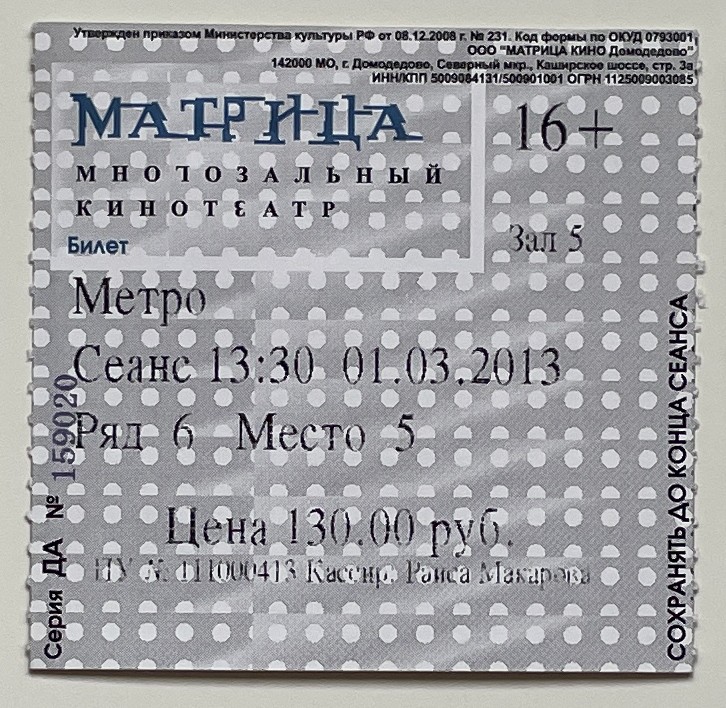 Утвержден приказом Министерства культуры РФ от 08.12.2008 г. № 231. Код формы по ОКУД 0793001,
ООО "МАТРИЦА КИНО Домодедово"
142000 МО, г. Домодедово, Северный мкр., Каширское шоссе, стр. 3а
ИНН/КПП 5009084131/500901001 ОГРН 1125009003085
МАТРИЦА
МНОГОЗАЛЬНЫЙ
КИНОТЕАТР
Билет
16+
Зал 5
Метро
Сеанс 13:30 01.03.2013
Ряд 6 Место 5
Цена 130.00 руб.
ПУ № 111000413 Кассир: Раиса Макарова
Серия ДА № 159020
СОХРАНЯТЬ ДО КОНЦА СЕАНСА